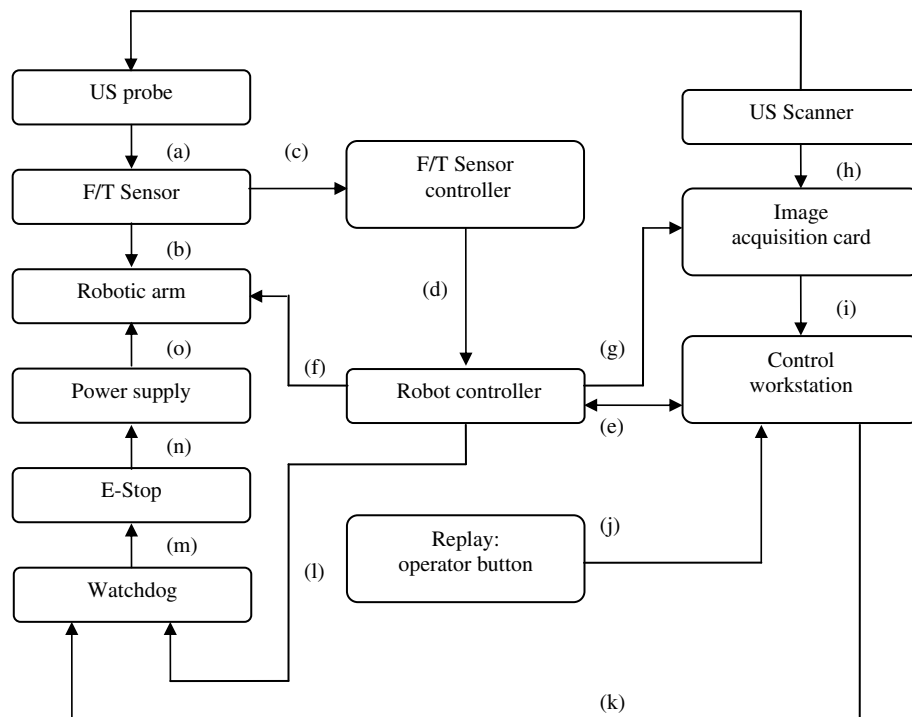 US probe
US Scanner
(a)
(c)
(h)
F/T Sensor
F/T Sensor
controller
Image
acquisition card
(b)
(d)
Robotic arm
(i)
(o)
(f)
(g)
Control
workstation
Power supply
Robot controller
(e)
(n)
E-Stop
(j)
Replay:
operator button
(m)
(l)
Watchdog
(k)